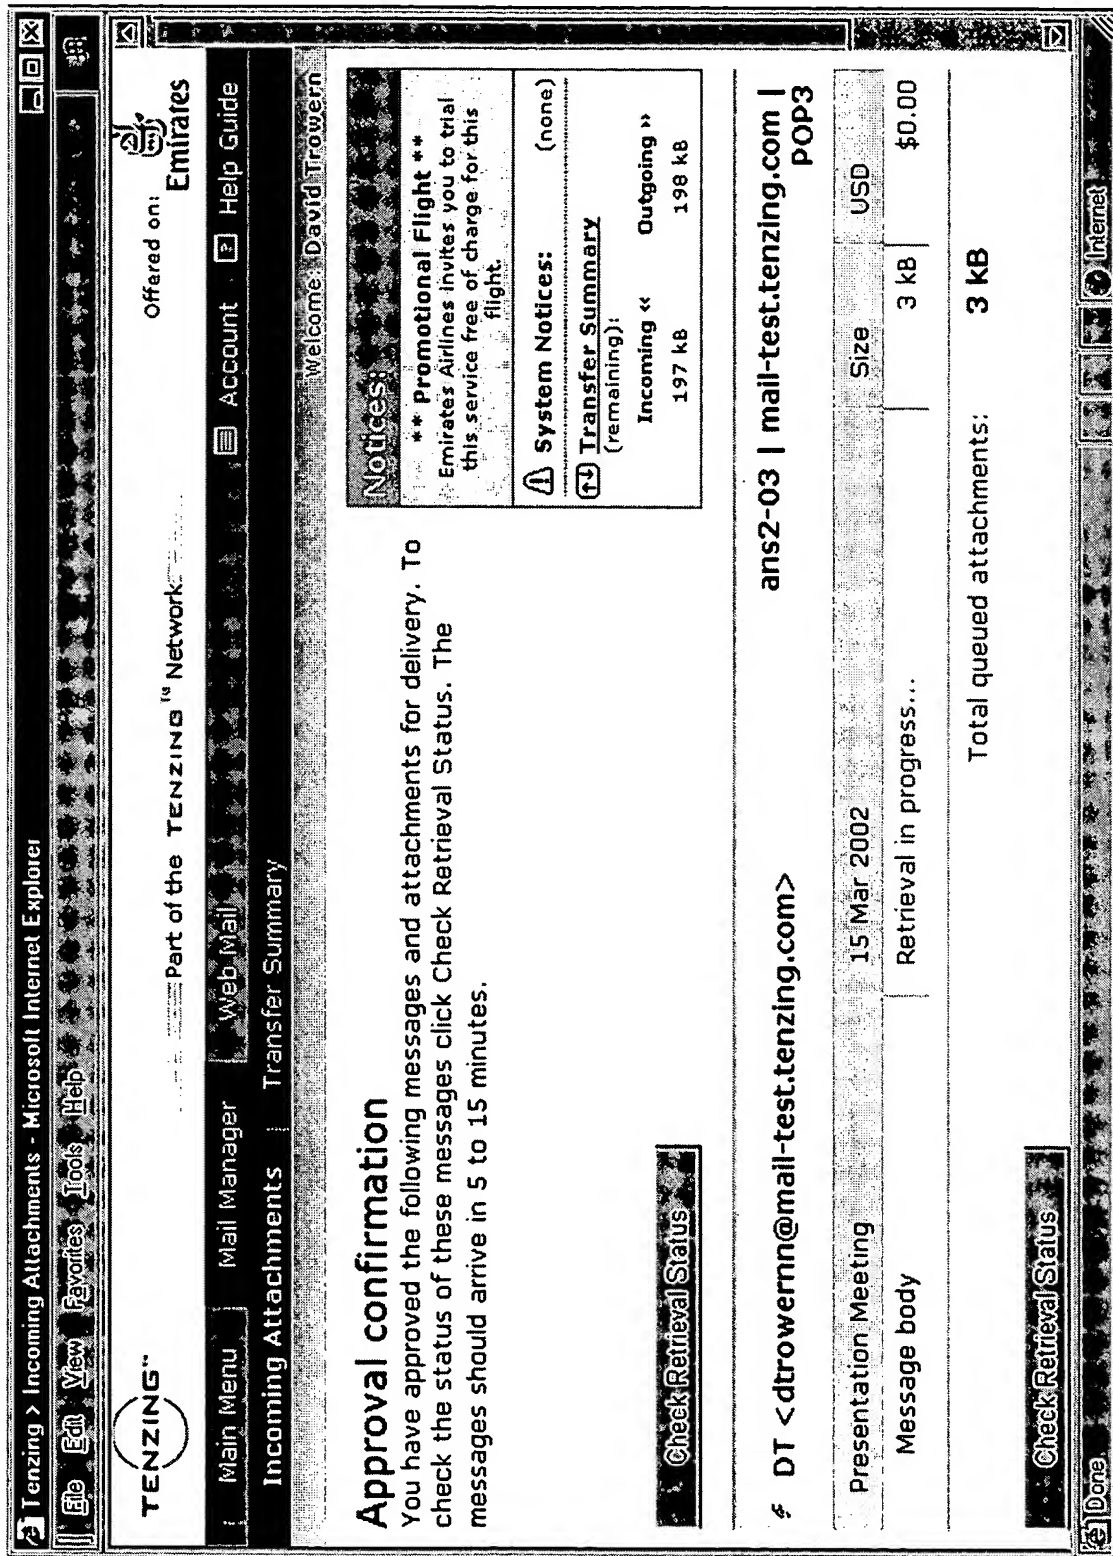 Tenzing > Incoming Attachments - Microsoft Internet Explorer
File Edit View Favorites Tools Help
TENZING™
Part of the TENZING™ Network
Offered on:
Emirates
Main Menu Mail Manager Web Mail Account ? Help Guide
Incoming Attachments | Transfer Summary
Welcome: David Trowern
Approval confirmation
You have approved the following messages and attachments for delivery. To
check the status of these messages click Check Retrieval Status. The
messages should arrive in 5 to 15 minutes.
Notices:
** Promotional Flight **
Emirates Airlines invites you to trial
this service free of charge for this
flight.
System Notices: (none)
Transfer Summary
(remaining):
Incoming << Outgoing >>
197 kB 198 kB
Check Retrieval Status
DT <dtrowernn@mail-test.tenzing.com> ans2-03 | mail-test.tenzing.com |
POP3
Presentation Meeting 15 Mar 2002 Size USD
Message body Retrieval in progress... 3 kB $0.00
Total queued attachments: 3 KB
Check Retrieval Status
Done Internet